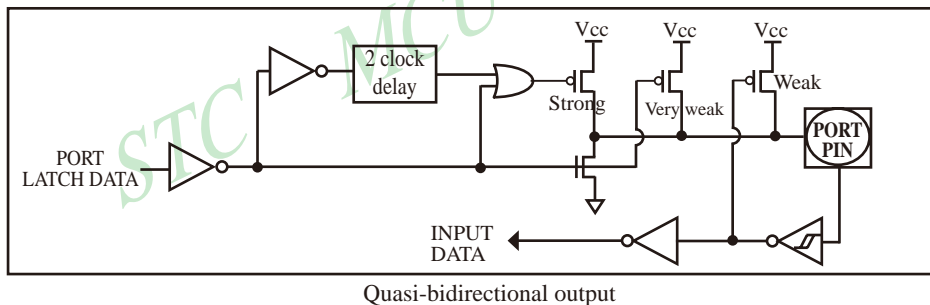 STC MCU
Vcc Vcc Vcc
2 clock
delay
Strong
Very weak
Weak
PORT
LATCH DATA
PORT
PIN
INPUT
DATA
Quasi-bidirectional output